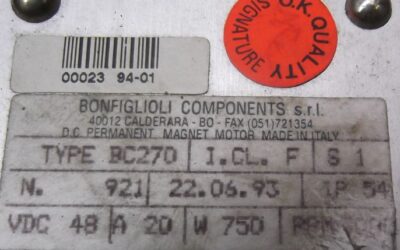 O.K. QUALITY
SIGNATURE
00023 94-01
BONFIGLIOLI COMPONENTS s.r.l.
40012 CALDERARA - BO - FAX (051)721354
D.C. PERMANENT MAGNET MOTOR MADE IN ITALY
TYPE BC270 I.CL. F S 1
N. 921 22.06.93 IP 54
VDC 48 A 20 W 750